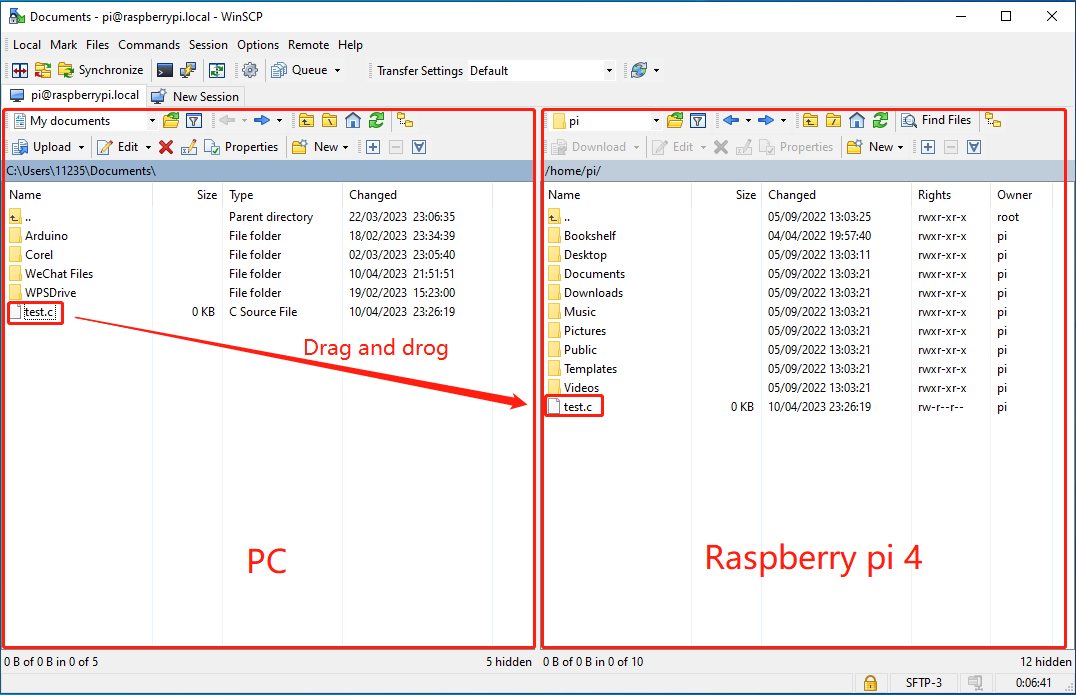 Documents - pi@raspberrypi.local - WinSCP
Local Mark Files Commands Session Options Remote Help
Synchronize Queue Transfer Settings Default
pi@raspberrypi.local New Session
My documents
Upload Edit Properties New
C:\Users\11235\Documents\
Name Size Type Changed
.. Parent directory 22/03/2023 23:06:35
Arduino File folder 18/02/2023 23:34:39
Corel File folder 02/03/2023 23:05:40
WeChat Files File folder 10/04/2023 21:51:51
WPSDrive File folder 19/02/2023 15:23:00
test.c 0 KB C Source File 10/04/2023 23:26:19
Drag and drog
PC
0 B of 0 B in 0 of 5 5 hidden
pi Find Files
Download Edit Properties New
/home/pi/
Name Size Changed Rights Owner
.. 05/09/2022 13:03:25 rwxr-xr-x root
Bookshelf 04/04/2022 19:57:40 rwxr-xr-x pi
Desktop 05/09/2022 13:03:11 rwxr-xr-x pi
Documents 05/09/2022 13:03:21 rwxr-xr-x pi
Downloads 05/09/2022 13:03:21 rwxr-xr-x pi
Music 05/09/2022 13:03:21 rwxr-xr-x pi
Pictures 05/09/2022 13:03:21 rwxr-xr-x pi
Public 05/09/2022 13:03:21 rwxr-xr-x pi
Templates 05/09/2022 13:03:21 rwxr-xr-x pi
Videos 05/09/2022 13:03:21 rwxr-xr-x pi
test.c 0 KB 10/04/2023 23:26:19 rw-r--r-- pi
Raspberry pi 4
0 B of 0 B in 0 of 10 12 hidden
SFTP-3 0:06:41